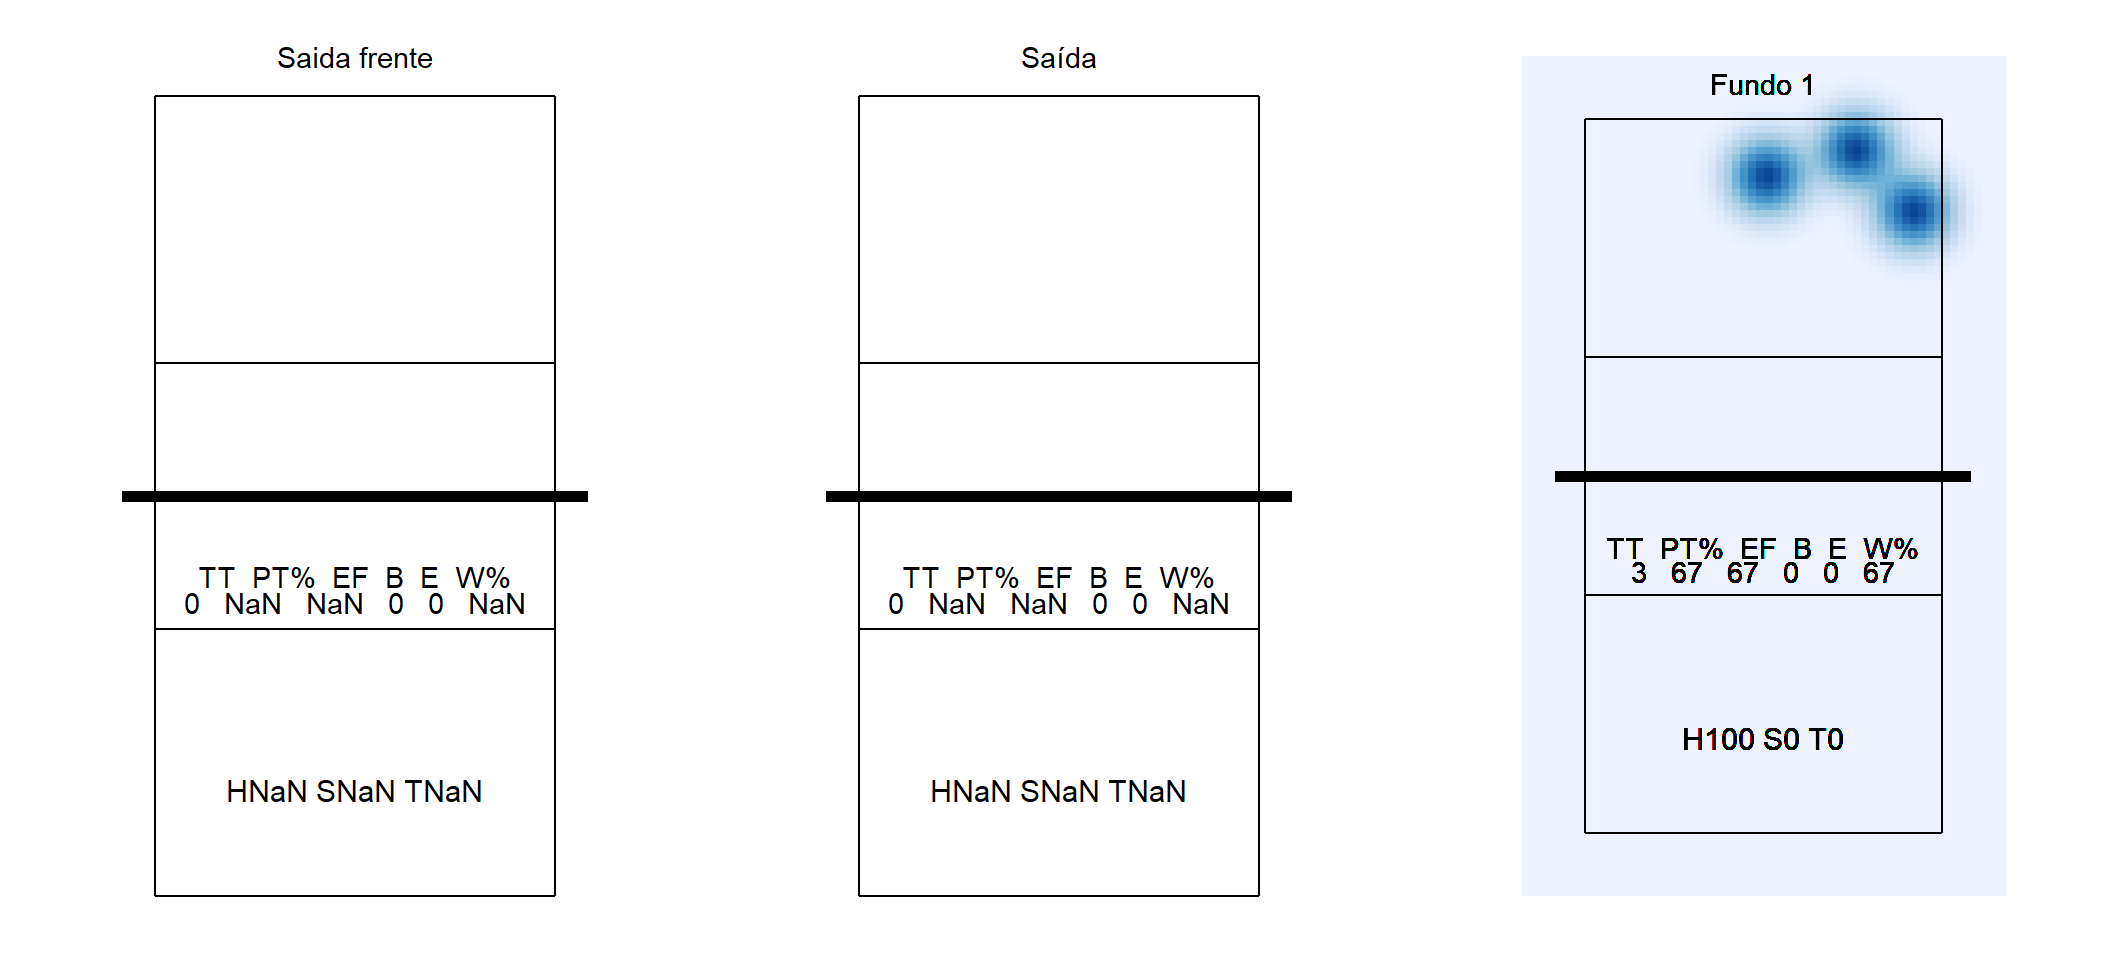 Saida frente
TT PT% EF B E W%
0 NaN NaN 0 0 NaN
HNaN SNaN TNaN
Saída
TT PT% EF B E W%
0 NaN NaN 0 0 NaN
HNaN SNaN TNaN
Fundo 1
TT PT% EF B E W%
3 67 67 0 0 67
H100 S0 T0